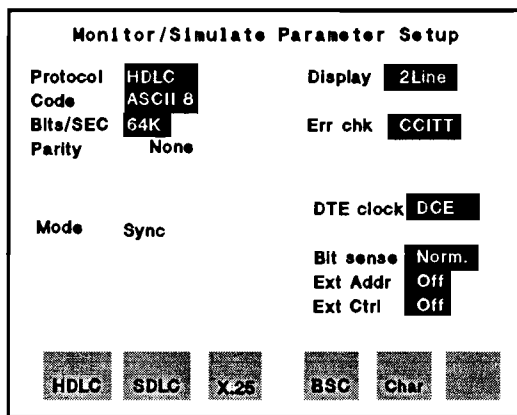 Monitor/Simulate Parameter Setup
Protocol HDLC Display 2Line
Code ASCII 8
Bits/SEC 64K Err chk CCITT
Parity None
DTE clock DCE
Mode Sync
Bit sense Norm.
Ext Addr Off
Ext Ctrl Off
HDLC SDLC X.25 BSC Char